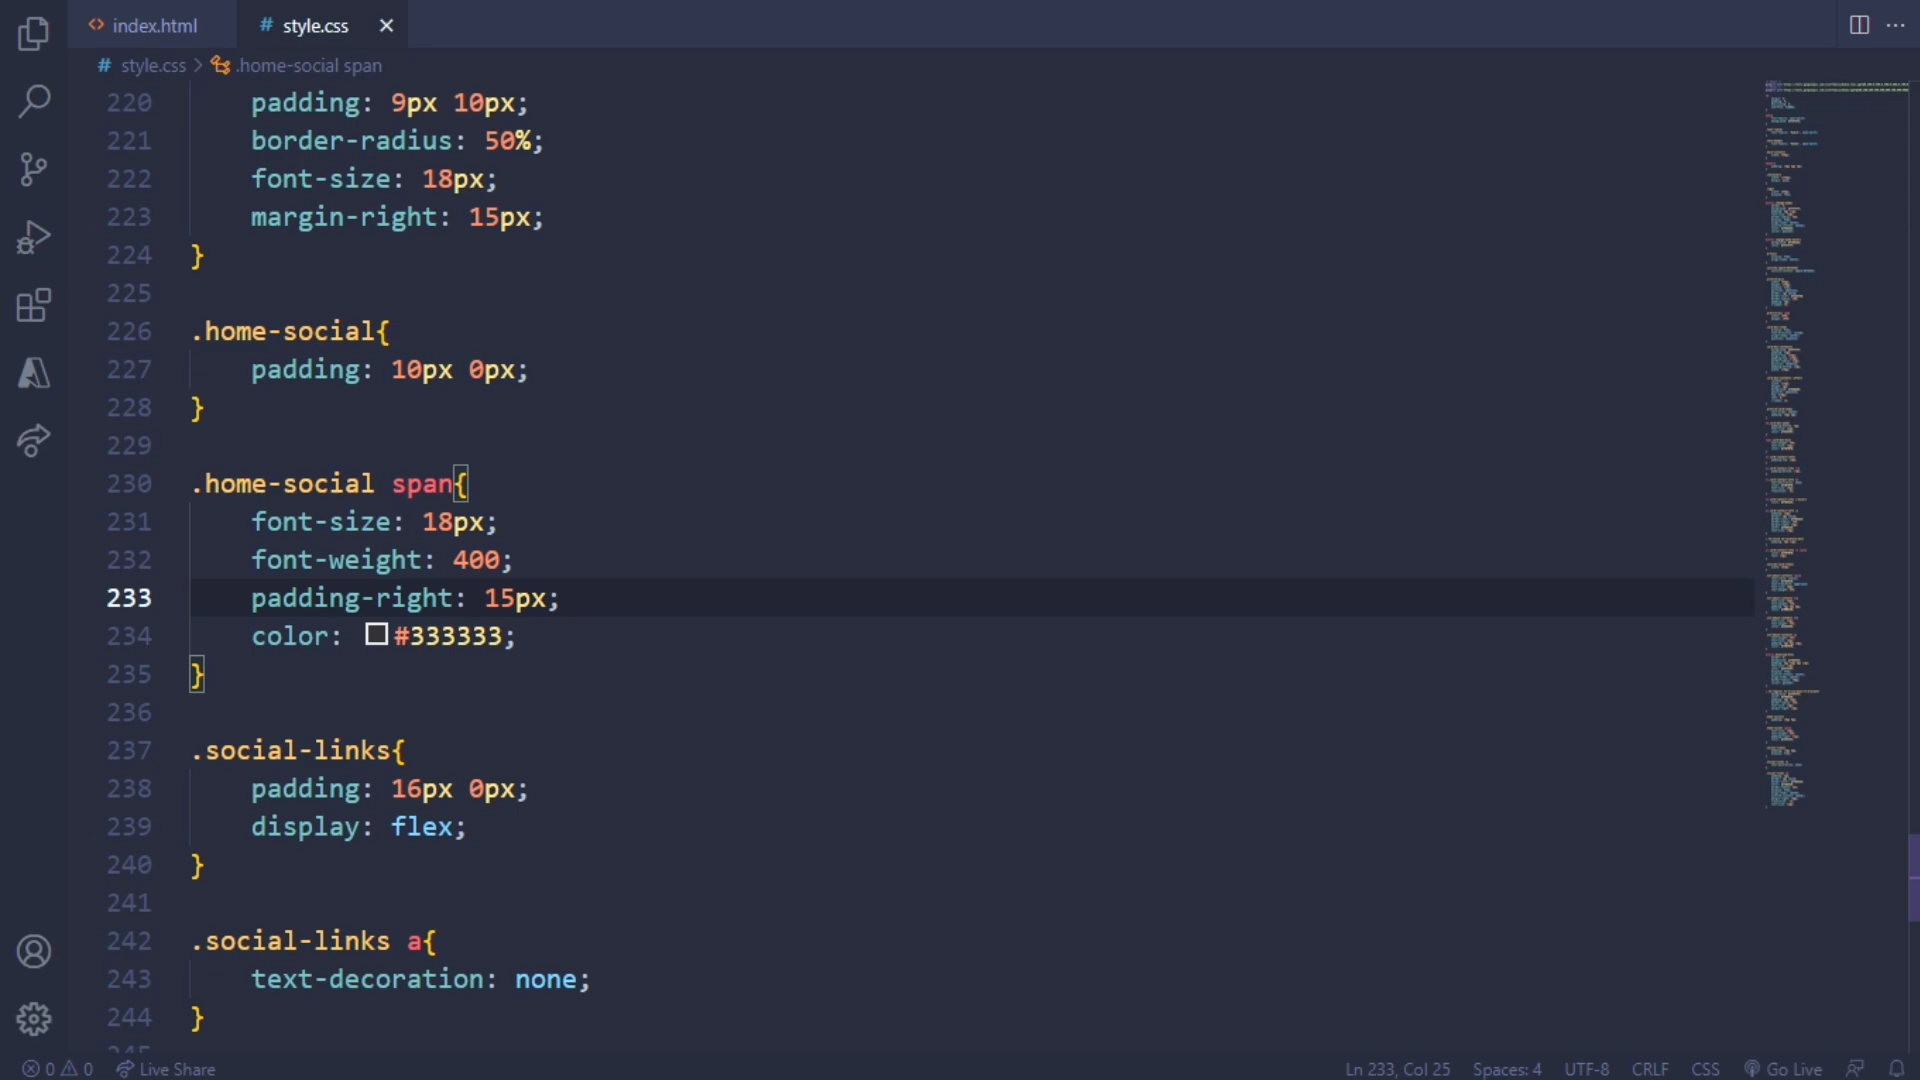 index.html
# style.css
# style.css > .home-social span
220 padding: 9px 10px;
221 border-radius: 50%;
222 font-size: 18px;
223 margin-right: 15px;
224 }
225
226 .home-social{
227 padding: 10px 0px;
228 }
229
230 .home-social span{
231 font-size: 18px;
232 font-weight: 400;
233 padding-right: 15px;
234 color: #333333;
235 }
236
237 .social-links{
238 padding: 16px 0px;
239 display: flex;
240 }
241
242 .social-links a{
243 text-decoration: none;
244 }
0 0 Live Share
Ln 233, Col 25 Spaces: 4 UTF-8 CRLF CSS Go Live